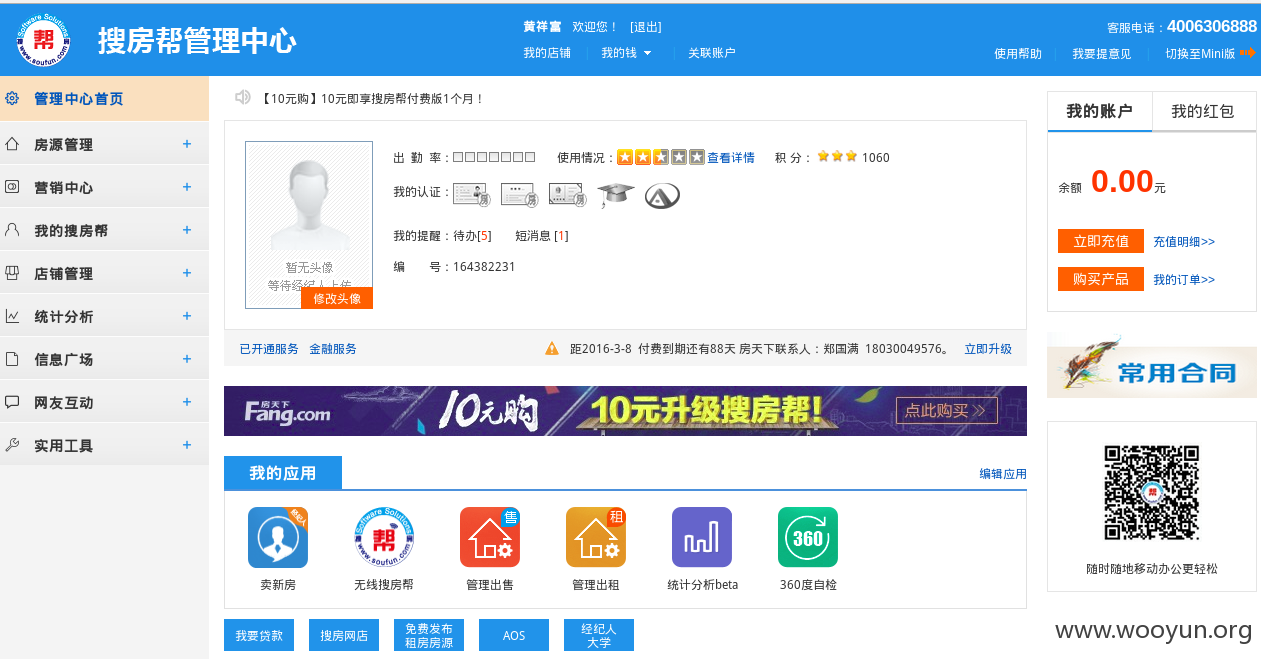 Software Solutions
帮
www.soufun.com
搜房帮管理中心
黄祥富 欢迎您！ [退出]
我的店铺 我的钱 关联账户
客服电话：4006306888
使用帮助 我要提意见 切换至Mini版
管理中心首页
房源管理 +
营销中心 +
我的搜房帮 +
店铺管理 +
统计分析 +
信息广场 +
网友互动 +
实用工具 +
【10元购】10元即享搜房帮付费版1个月！
暂无头像
等待经纪人上传
修改头像
出 勤 率： 使用情况： 查看详情 积 分： 1060
我的认证：
我的提醒：待办[5] 短消息 [1]
编 号：164382231
已开通服务 金融服务
距2016-3-8 付费到期还有88天 房天下联系人：郑国满 18030049576。 立即升级
房天下
Fang.com
10元购
10元升级搜房帮！
点此购买
我的应用
编辑应用
经纪人
卖新房
Software Solutions
帮
www.soufun.com
无线搜房帮
售
管理出售
租
管理出租
统计分析beta
360
360度自检
我要贷款
搜房网店
免费发布
租房房源
AOS
经纪人
大学
我的账户 我的红包
余额 0.00元
立即充值 充值明细>>
购买产品 我的订单>>
常用合同
帮
随时随地移动办公更轻松
www.wooyun.org